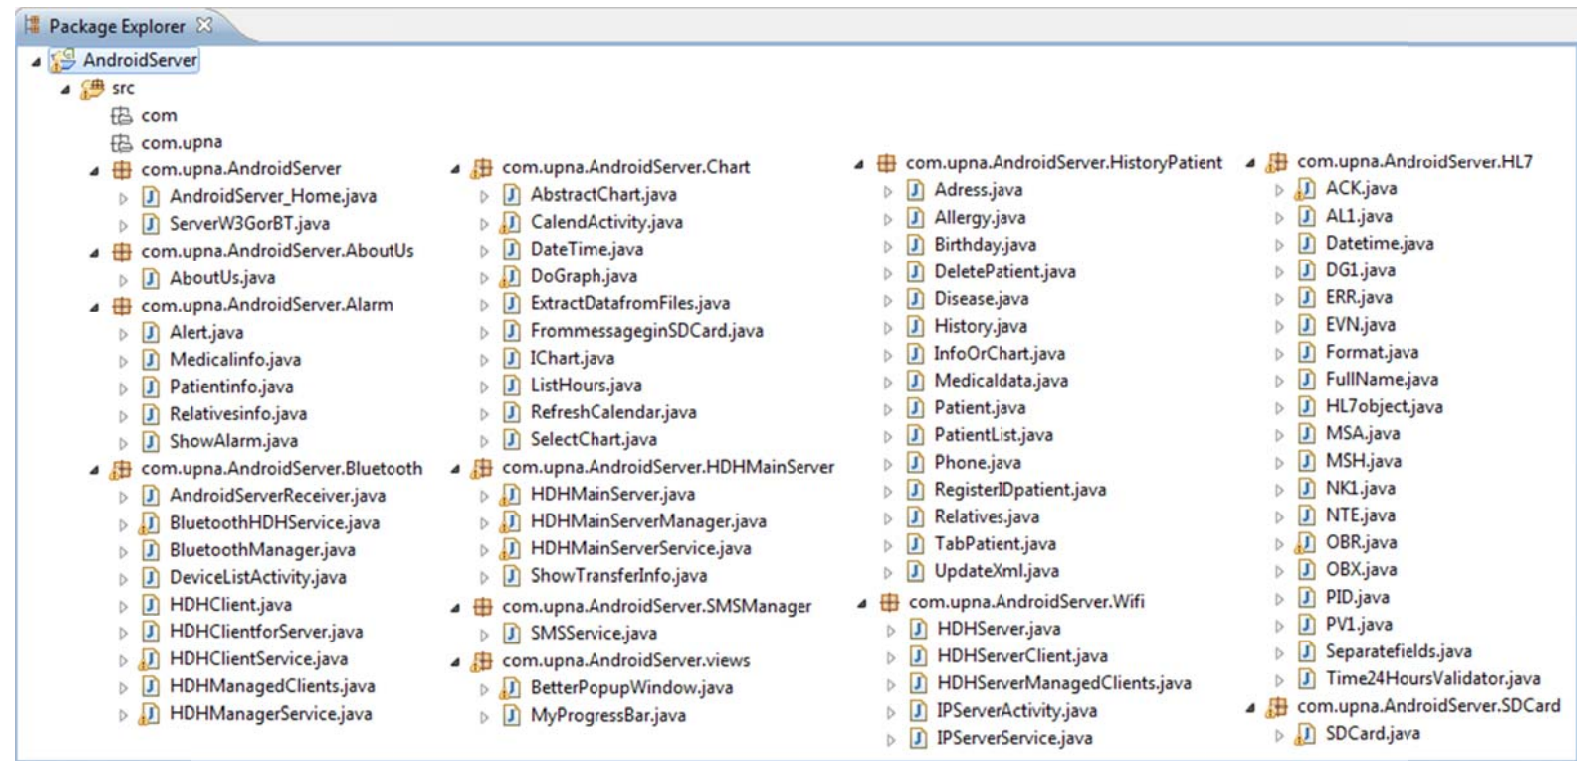 Package Explorer
AndroidServer
src
com
com.upna
com.upna.AndroidServer
AndroidServer_Home.java
ServerW3GorBT.java
com.upna.AndroidServer.AboutUs
AboutUs.java
com.upna.AndroidServer.Alarm
Alert.java
Medicalinfo.java
Patientinfo.java
Relativesinfo.java
ShowAlarm.java
com.upna.AndroidServer.Bluetooth
AndroidServerReceiver.java
BluetoothHDHService.java
BluetoothManager.java
DeviceListActivity.java
HDHClient.java
HDHClientforServer.java
HDHClientService.java
HDHManagedClients.java
HDHManagerService.java
com.upna.AndroidServer.Chart
AbstractChart.java
CalendActivity.java
DateTime.java
DoGraph.java
ExtractDatafromFiles.java
FrommessageginSDCard.java
IChart.java
ListHours.java
RefreshCalendar.java
SelectChart.java
com.upna.AndroidServer.HDHMainServer
HDHMainServer.java
HDHMainServerManager.java
HDHMainServerService.java
ShowTransferInfo.java
com.upna.AndroidServer.SMSManager
SMSService.java
com.upna.AndroidServer.views
BetterPopupWindow.java
MyProgressBar.java
com.upna.AndroidServer.HistoryPatient
Adress.java
Allergy.java
Birthday.java
DeletePatient.java
Disease.java
History.java
InfoOrChart.java
Medicaldata.java
Patient.java
PatientList.java
Phone.java
RegisterIDpatient.java
Relatives.java
TabPatient.java
UpdateXml.java
com.upna.AndroidServer.Wifi
HDHServer.java
HDHServerClient.java
HDHServerManagedClients.java
IPServerActivity.java
IPServerService.java
com.upna.AndroidServer.HL7
ACK.java
AL1.java
Datetime.java
DG1.java
ERR.java
EVN.java
Format.java
FullName.java
HL7object.java
MSA.java
MSH.java
NK1.java
NTE.java
OBR.java
OBX.java
PID.java
PV1.java
Separatefields.java
Time24HoursValidator.java
com.upna.AndroidServer.SDCard
SDCard.java